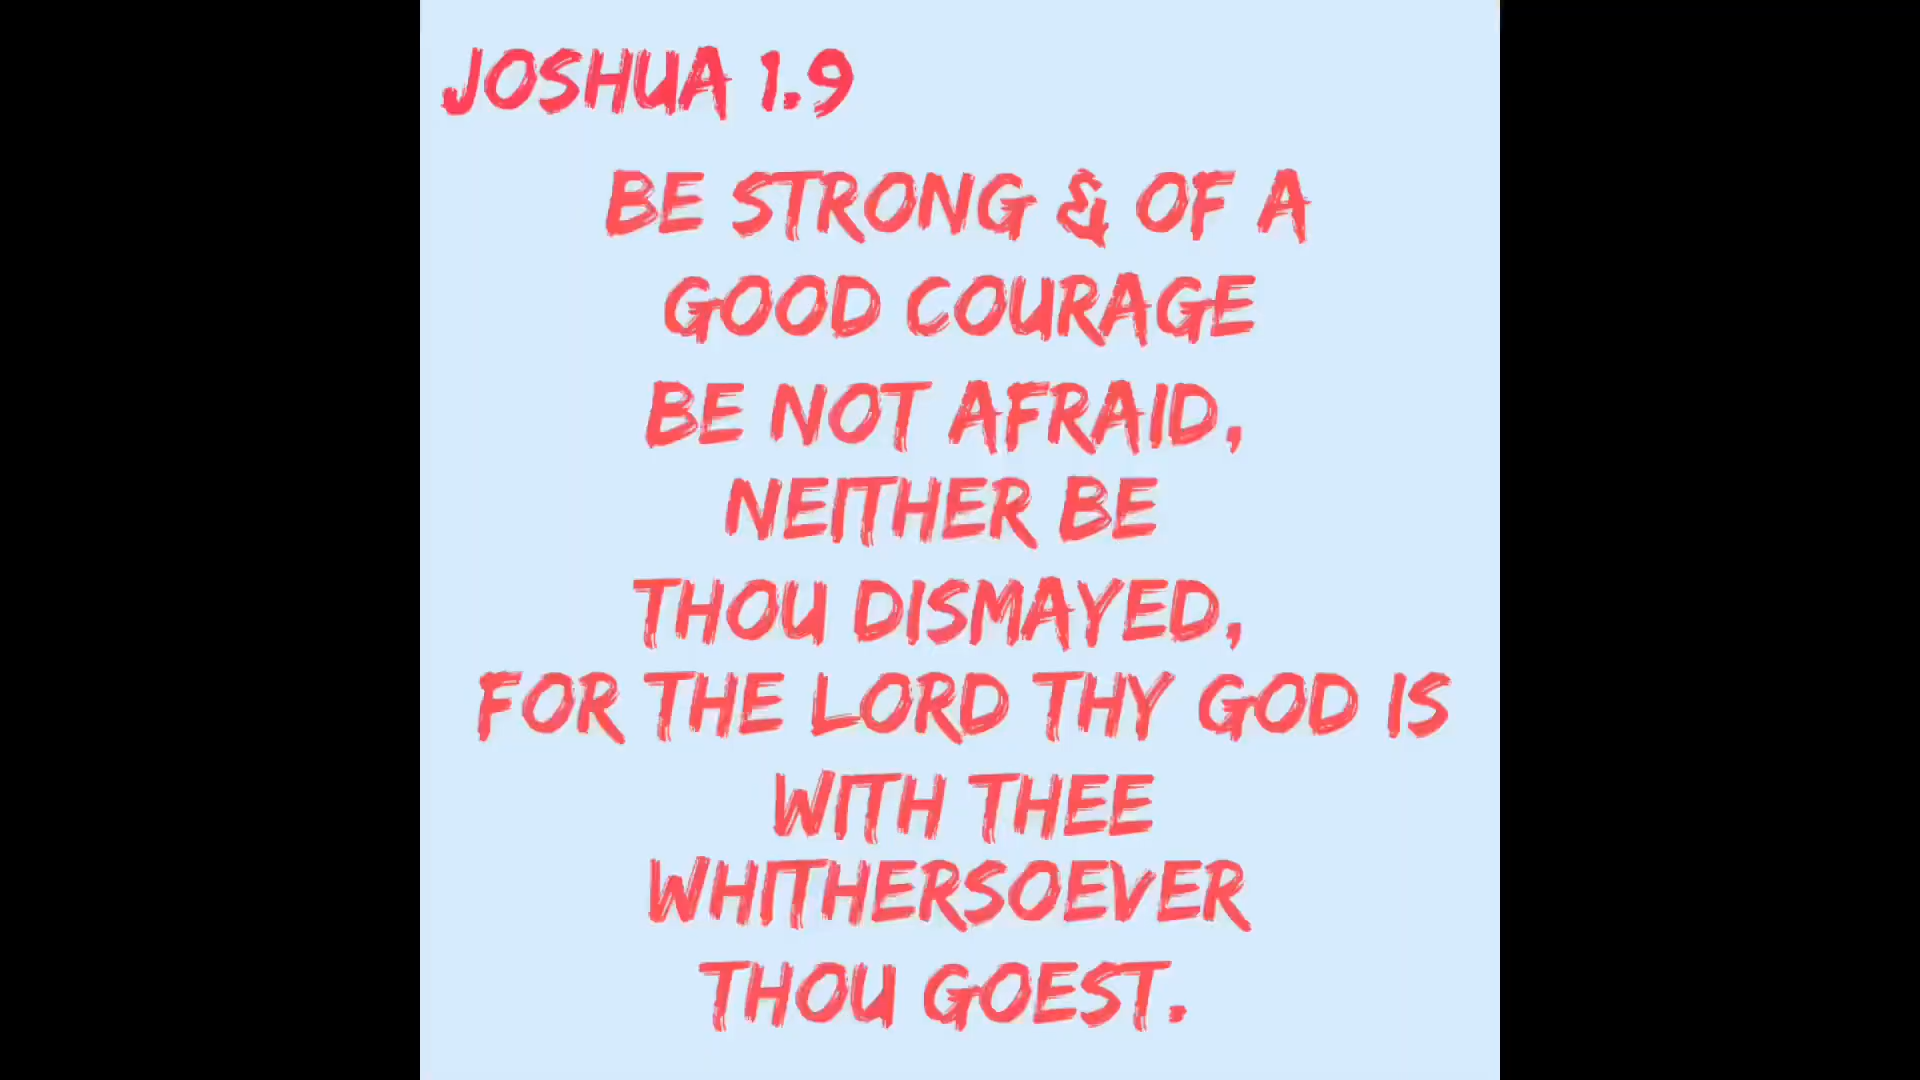 JOSHUA 1.9
BE STRONG & OF A
GOOD COURAGE
BE NOT AFRAID,
NEITHER BE
THOU DISMAYED,
FOR THE LORD THY GOD IS
WITH THEE
WHITHERSOEVER
THOU GOEST.